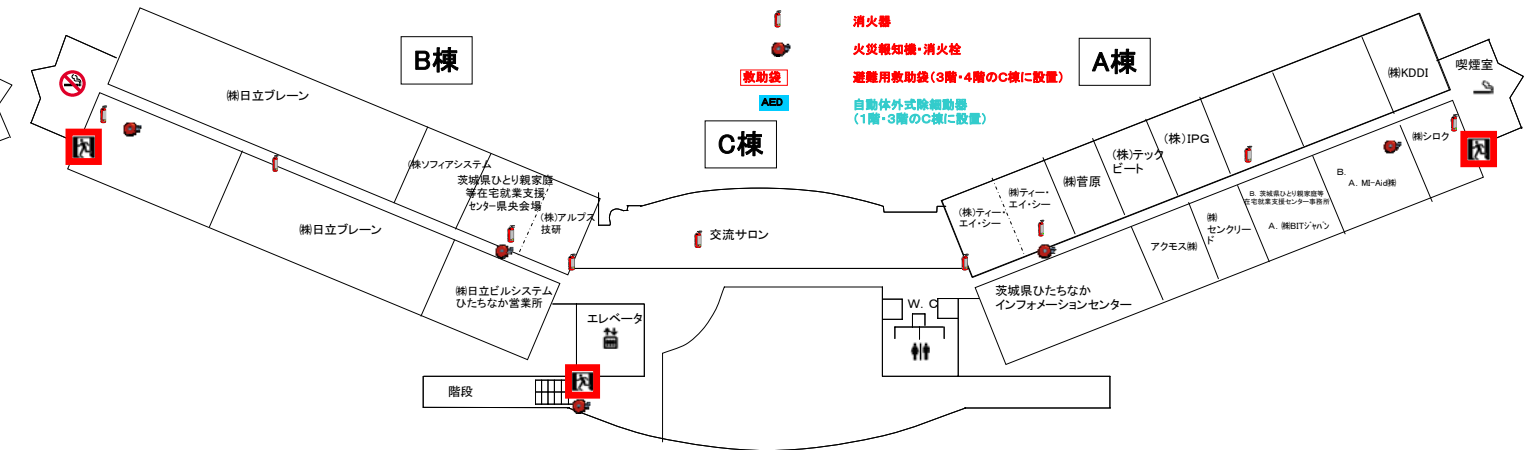 消火器
火災報知機・消火栓
救助袋
避難用救助袋(3階・4階のC棟に設置)
AED
自動体外式除細動器
(1階・3階のC棟に設置)
B棟
A棟
C棟
㈱日立ブレーン
㈱ソフィアシステム
茨城県ひとり親家庭
等在宅就業支援
センター県央会場
(株)アルプス
技研
㈱日立ブレーン
㈱日立ビルシステム
ひたちなか営業所
交流サロン
エレベータ
階段
W.C
(株)ティー・
エイ・シー
㈱ティー・
エイ・シー
㈱菅原
(株)テック
ビート
(株)IPG
㈱KDDI
喫煙室
㈱シロク
B.
A. MI-Aid㈱
B. 茨城県ひとり親家庭等
在宅就業支援センター事務所
A. ㈱BITジャパン
㈱
センクリー
ド
アクモス㈱
茨城県ひたちなか
インフォメーションセンター